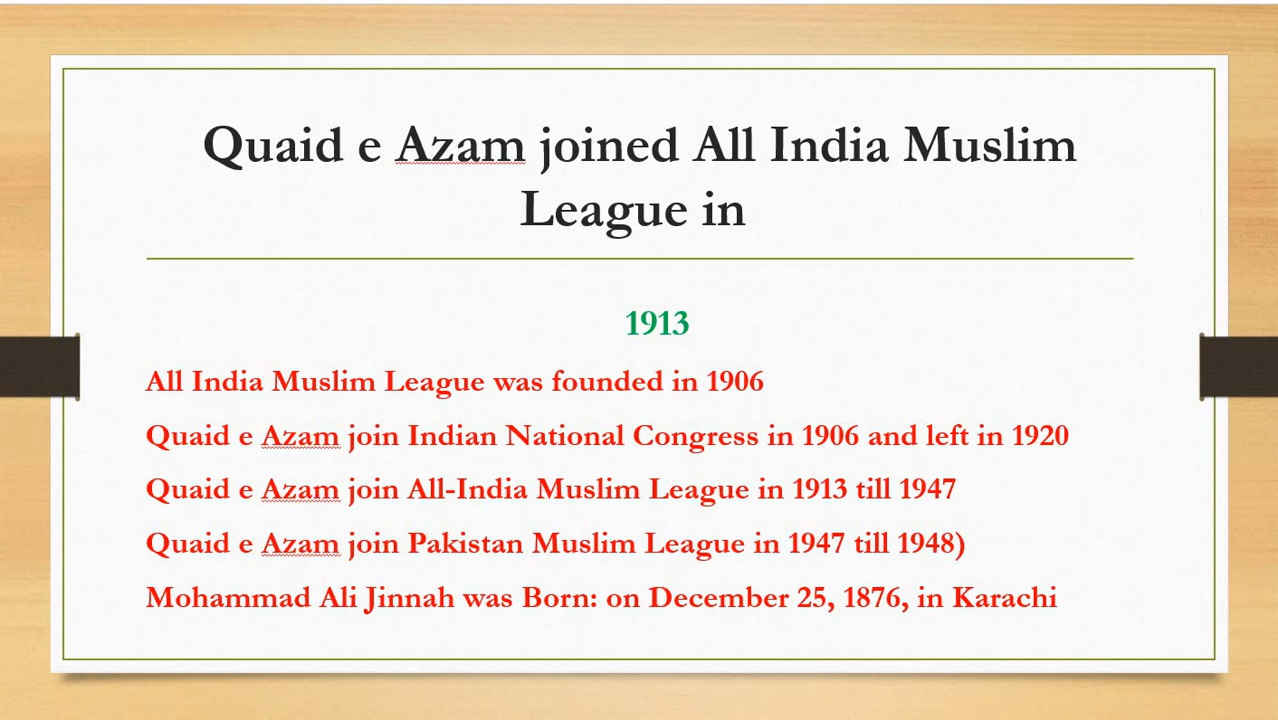 Quaid e Azam joined All India Muslim
League in
1913
All India Muslim League was founded in 1906
Quaid e Azam join Indian National Congress in 1906 and left in 1920
Quaid e Azam join All-India Muslim League in 1913 till 1947
Quaid e Azam join Pakistan Muslim League in 1947 till 1948)
Mohammad Ali Jinnah was Born: on December 25, 1876, in Karachi